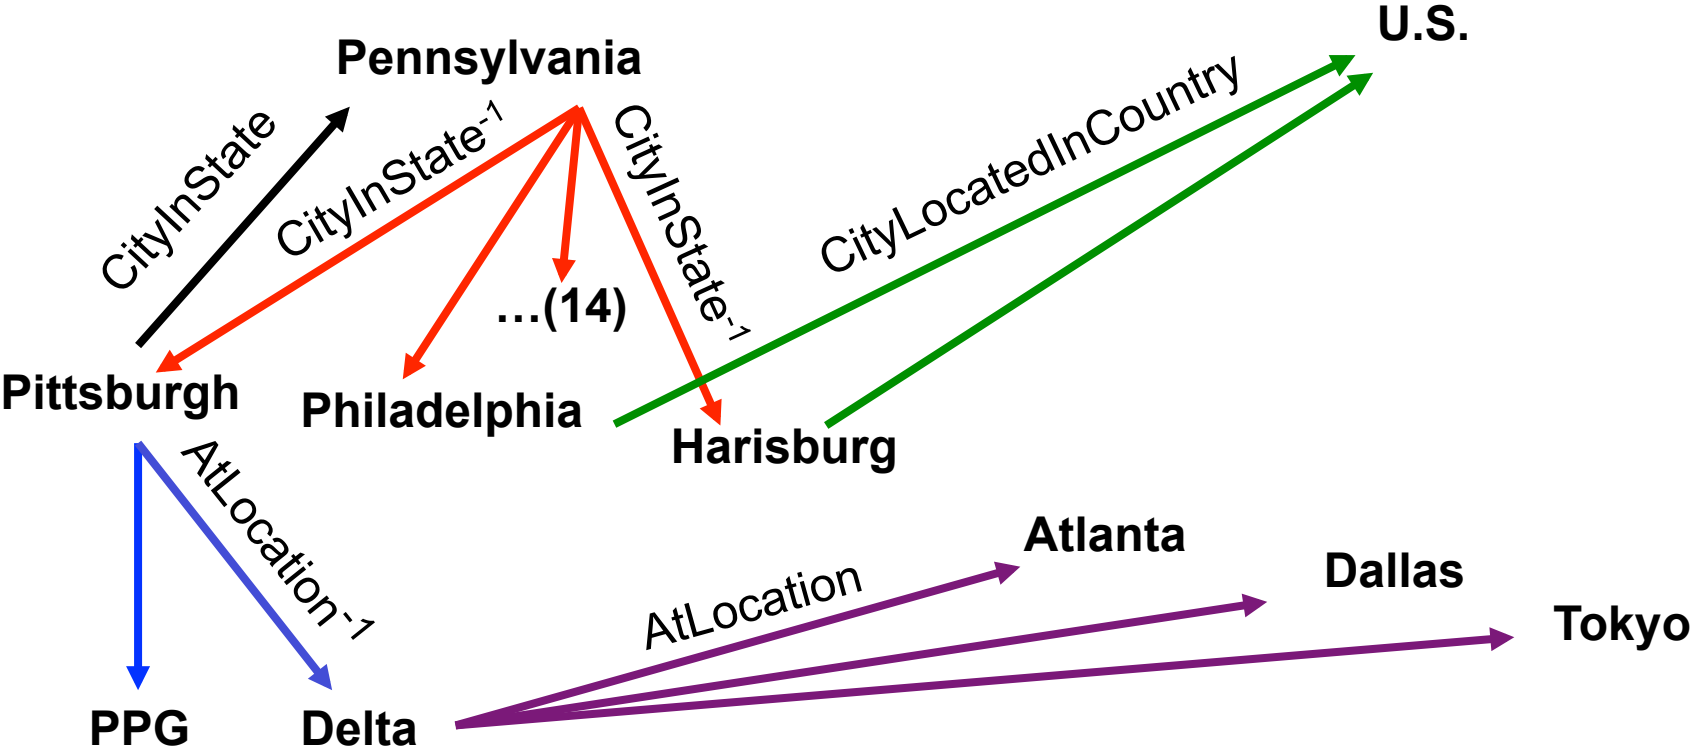 U.S.
Pennsylvania
CityInState
CityInState-1
CityInState-1
CityLocatedInCountry
...(14)
Pittsburgh
Philadelphia
Harisburg
AtLocation-1
AtLocation
Atlanta
Dallas
Tokyo
PPG
Delta